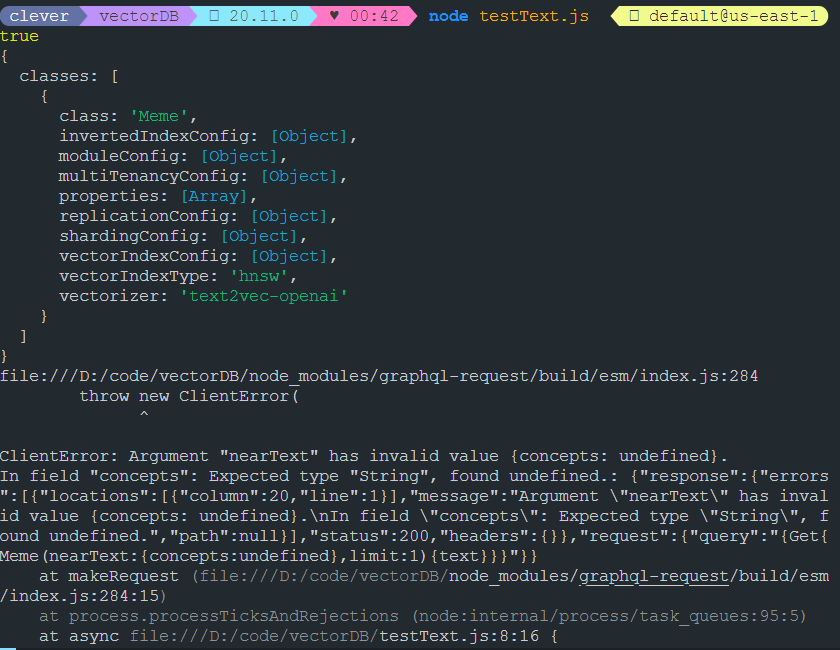 clever vectorDB 20.11.0 ♥ 00:42 node testText.js default@us-east-1
true
{
  classes: [
    {
      class: 'Meme',
      invertedIndexConfig: [Object],
      moduleConfig: [Object],
      multiTenancyConfig: [Object],
      properties: [Array],
      replicationConfig: [Object],
      shardingConfig: [Object],
      vectorIndexConfig: [Object],
      vectorIndexType: 'hnsw',
      vectorizer: 'text2vec-openai'
    }
  ]
}
file:///D:/code/vectorDB/node_modules/graphql-request/build/esm/index.js:284
        throw new ClientError(
              ^
ClientError: Argument "nearText" has invalid value {concepts: undefined}.
In field "concepts": Expected type "String", found undefined.: {"response":{"errors
":[{"locations":[{"column":20,"line":1}],"message":"Argument \"nearText\" has inval
id value {concepts: undefined}.\nIn field \"concepts\": Expected type \"String\", f
ound undefined.","path":null}],"status":200,"headers":{}},"request":{"query":"{Get{
Meme(nearText:{concepts:undefined},limit:1){text}}}"}}
    at makeRequest (file:///D:/code/vectorDB/node_modules/graphql-request/build/esm
/index.js:284:15)
    at process.processTicksAndRejections (node:internal/process/task_queues:95:5)
    at async file:///D:/code/vectorDB/testText.js:8:16 {